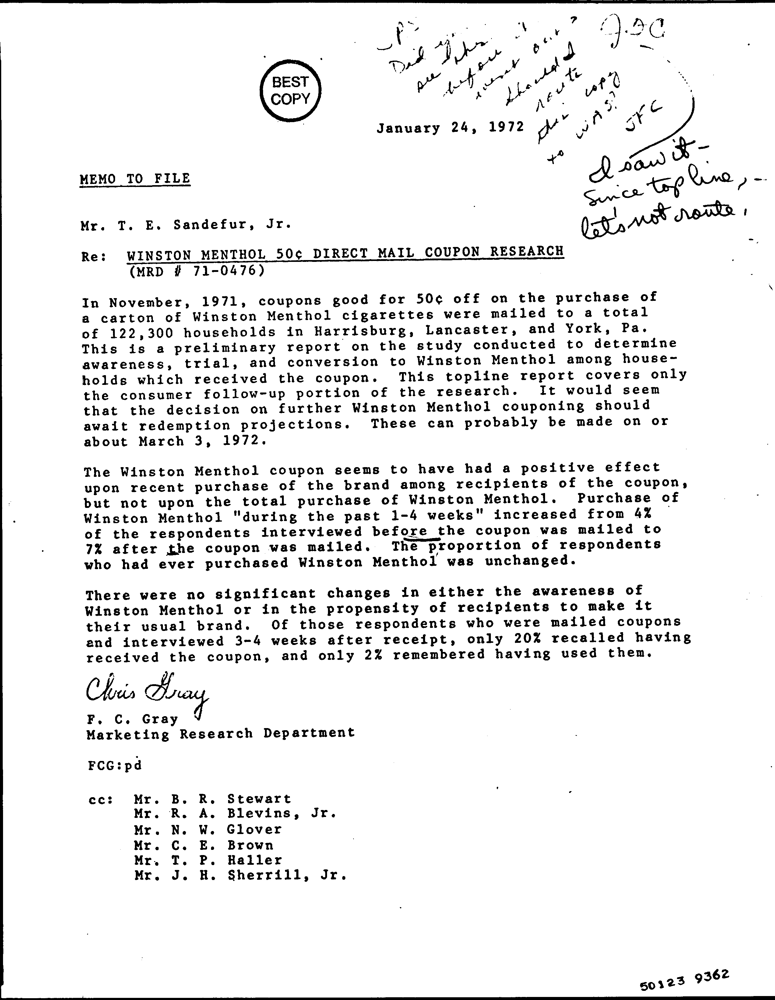 P.
Did you
see this
before it
went out?
Should I
route
this copy
to WAS?
JFC
I saw it -
Since top line, -
let's not route.
BEST
COPY
January 24, 1972
MEMO TO FILE
Mr. T. E. Sandefur, Jr.
Re: WINSTON MENTHOL 50¢ DIRECT MAIL COUPON RESEARCH
(MRD # 71-0476)
In November, 1971, coupons good for 50¢ off on the purchase of
a carton of Winston Menthol cigarettes were mailed to a total
of 122,300 households in Harrisburg, Lancaster, and York, Pa.
This is a preliminary report on the study conducted to determine
awareness, trial, and conversion to Winston Menthol among house-
holds which received the coupon. This topline report covers only
the consumer follow-up portion of the research. It would seem
that the decision on further Winston Menthol couponing should
await redemption projections. These can probably be made on or
about March 3, 1972.
The Winston Menthol coupon seems to have had a positive effect
upon recent purchase of the brand among recipients of the coupon,
but not upon the total purchase of Winston Menthol. Purchase of
Winston Menthol "during the past 1-4 weeks" increased from 4%
of the respondents interviewed before the coupon was mailed to
7% after the coupon was mailed. The proportion of respondents
who had ever purchased Winston Menthol was unchanged.
There were no significant changes in either the awareness of
Winston Menthol or in the propensity of recipients to make it
their usual brand. Of those respondents who were mailed coupons
and interviewed 3-4 weeks after receipt, only 20% recalled having
received the coupon, and only 2% remembered having used them.
Chris Gray
F. C. Gray
Marketing Research Department
FCG:pd
cc: Mr. B. R. Stewart
Mr. R. A. Blevins, Jr.
Mr. N. W. Glover
Mr. C. E. Brown
Mr. T. P. Haller
Mr. J. H. Sherrill, Jr.
50123 9362